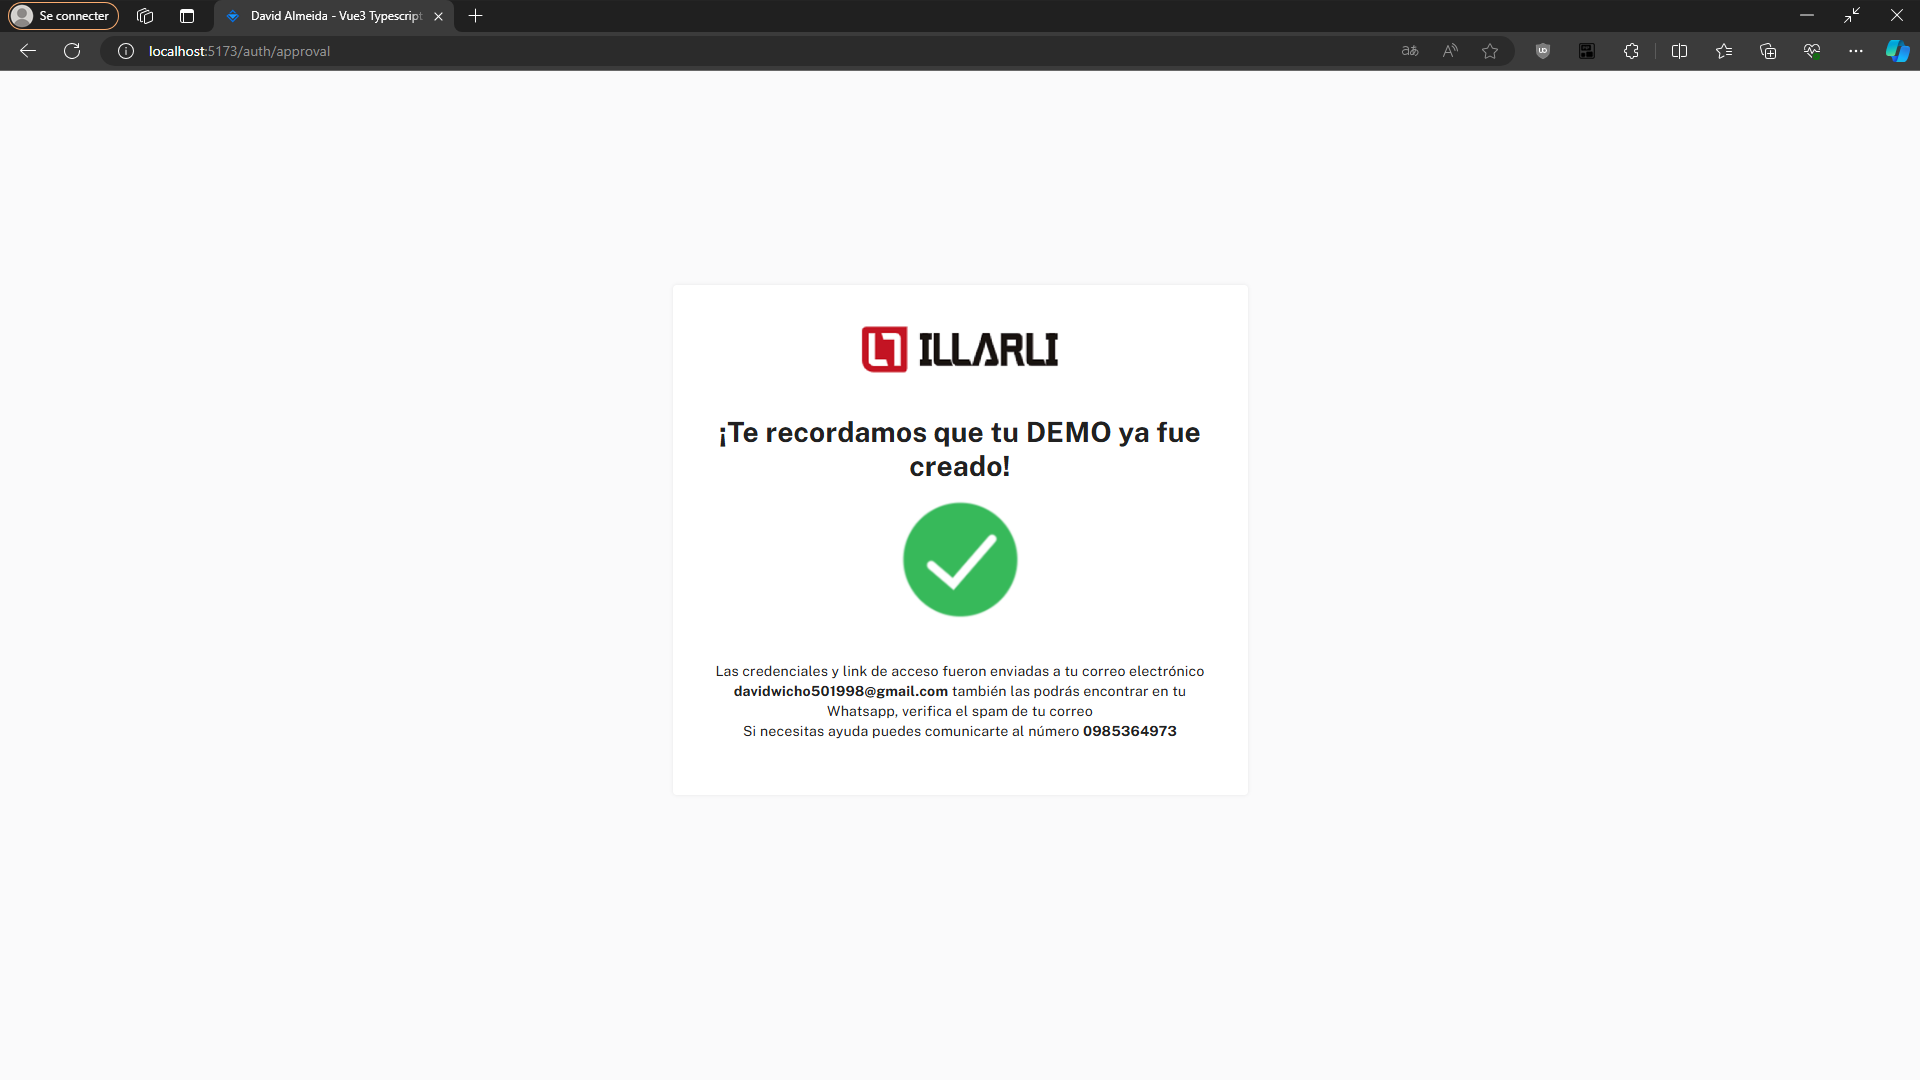 Se connecter
David Almeida - Vue3 Typescript
localhost:5173/auth/approval
ILLARLI
¡Te recordamos que tu DEMO ya fue
creado!
Las credenciales y link de acceso fueron enviadas a tu correo electrónico
davidwicho501998@gmail.com también las podrás encontrar en tu
Whatsapp, verifica el spam de tu correo
Si necesitas ayuda puedes comunicarte al número 0985364973